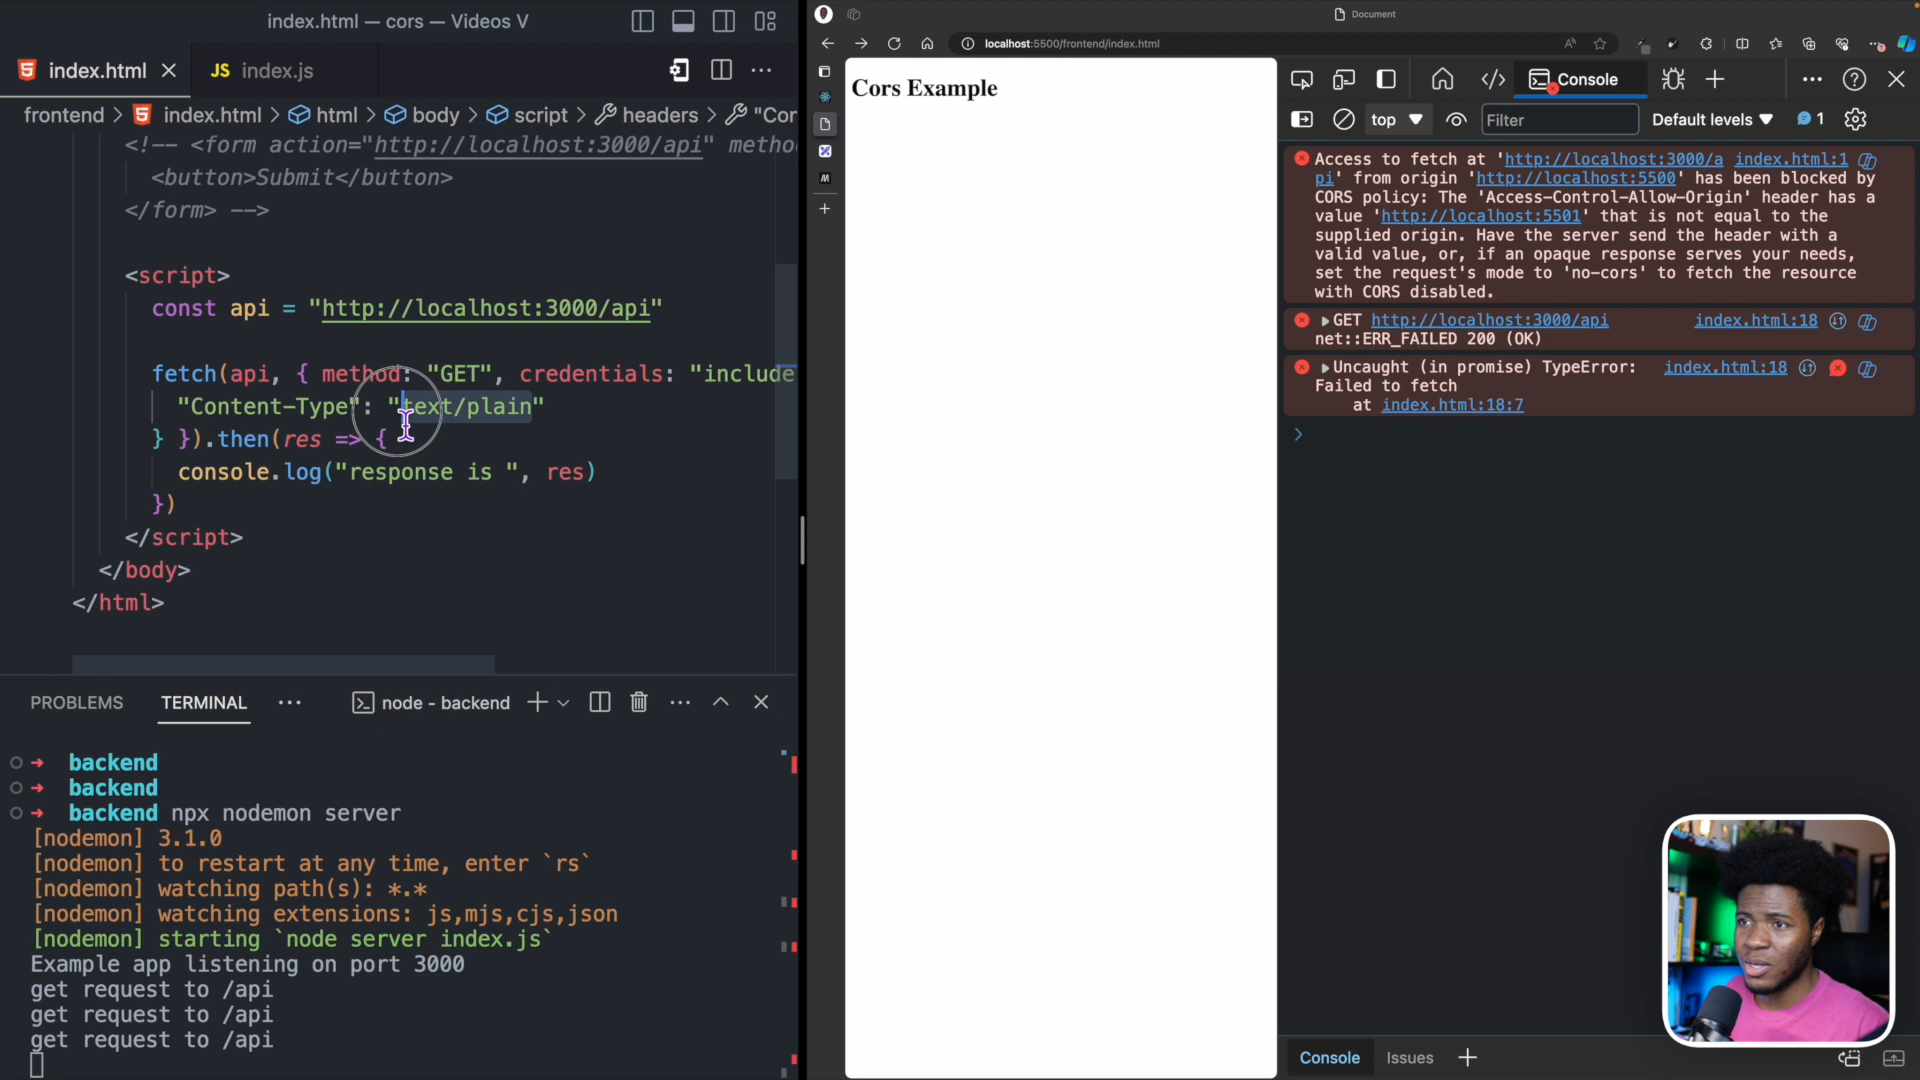 index.html — cors — Videos V
index.html
JS index.js
frontend > index.html > html > body > script > headers > "Cor
<!-- <form action="http://localhost:3000/api" metho
<button>Submit</button>
</form> -->
<script>
const api = "http://localhost:3000/api"
fetch(api, { method: "GET", credentials: "include
"Content-Type": "text/plain"
} }).then(res => {
console.log("response is ", res)
})
</script>
</body>
</html>
PROBLEMS TERMINAL ··· node - backend
backend
backend
backend npx nodemon server
[nodemon] 3.1.0
[nodemon] to restart at any time, enter `rs`
[nodemon] watching path(s): *.*
[nodemon] watching extensions: js,mjs,cjs,json
[nodemon] starting `node server index.js`
Example app listening on port 3000
get request to /api
get request to /api
get request to /api
Document
localhost:5500/frontend/index.html
Cors Example
Console
top Filter Default levels 1
Access to fetch at 'http://localhost:3000/a index.html:1
pi' from origin 'http://localhost:5500' has been blocked by
CORS policy: The 'Access-Control-Allow-Origin' header has a
value 'http://localhost:5501' that is not equal to the
supplied origin. Have the server send the header with a
valid value, or, if an opaque response serves your needs,
set the request's mode to 'no-cors' to fetch the resource
with CORS disabled.
GET http://localhost:3000/api index.html:18
net::ERR_FAILED 200 (OK)
Uncaught (in promise) TypeError: index.html:18
Failed to fetch
at index.html:18:7
Console Issues